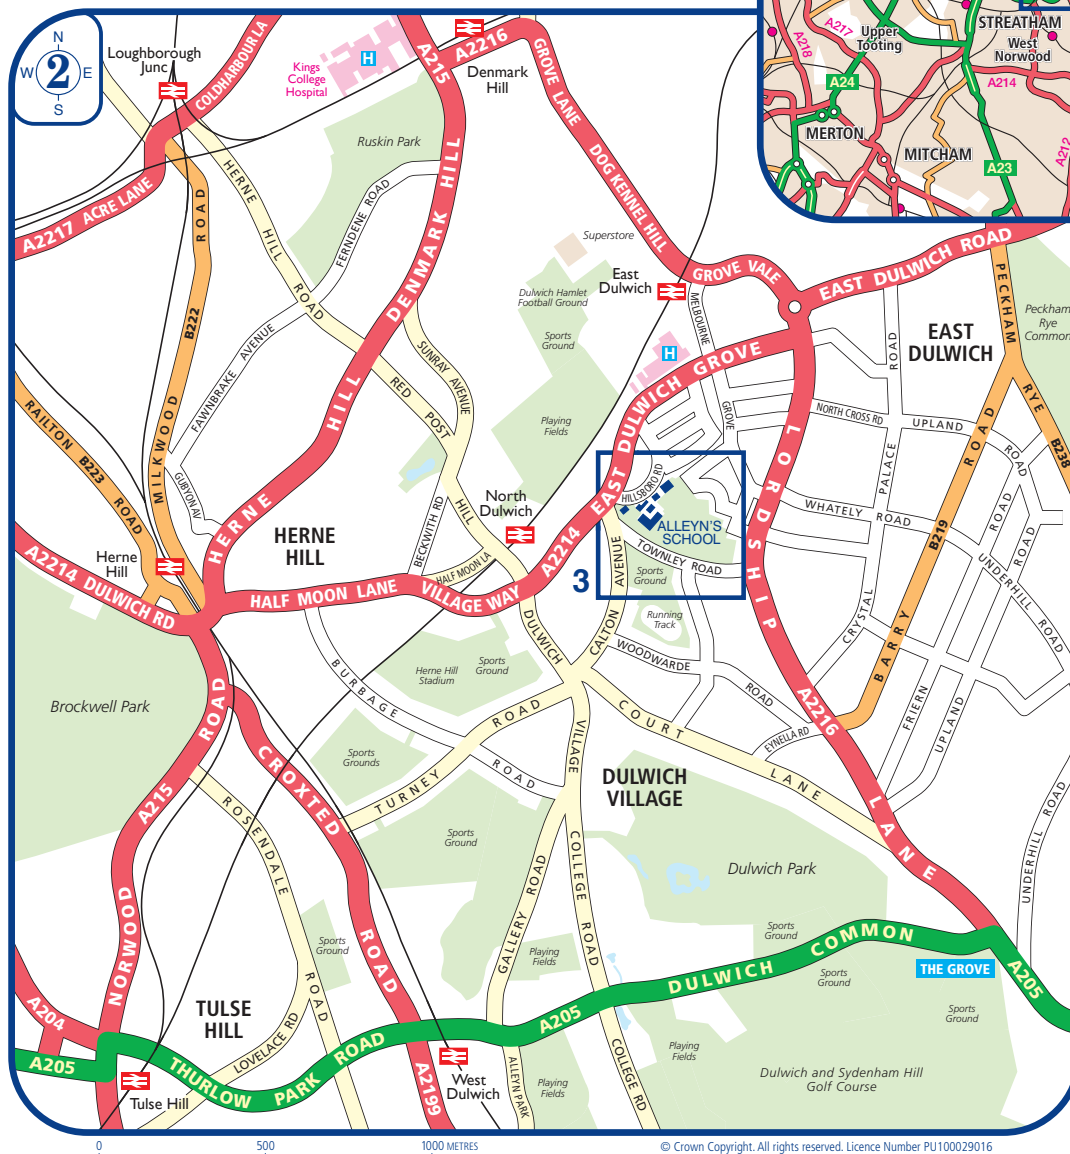 N
W 2 E
S
Loughborough
Junc
COLDHARBOUR LA
Kings
College
Hospital
H
A215
A2216
Denmark
Hill
GROVE LANE
DOG KENNEL HILL
A217
A218
Upper
Tooting
STREATHAM
West
Norwood
A24
A214
MERTON
MITCHAM
A23
A212
Ruskin Park
A2217 ACRE LANE
B222
ROAD
MILKWOOD
HERNE
HILL
ROAD
FERNDENE ROAD
DENMARK HILL
Superstore
East
Dulwich
GROVE VALE
EAST DULWICH ROAD
PECKHAM
RYE
B238
Peckham
Rye
Common
Dulwich Hamlet
Football Ground
Sports
Ground
MELBOURNE
GROVE
H
EAST
DULWICH
ROAD
FAWNBRAKE AVENUE
SUNRAY AVENUE
RED
POST
HILL
HERNE
HILL
EAST DULWICH GROVE
LORDSHIP
LANE
NORTH CROSS RD
UPLAND
ROAD
PALACE
RAILTON
B223
ROAD
GUBYON AV
Playing
Fields
HILLSBORO RD
ALLEYN'S
SCHOOL
WHATELY ROAD
B219
BARRY
ROAD
ROAD
ROAD
UNDERHILL
ROAD
North
Dulwich
BECKWITH RD
HALF MOON LA
HERNE
HILL
Herne
Hill
A2214 DULWICH RD
HALF MOON LANE
VILLAGE WAY
A2214
3
TOWNLEY ROAD
Sports
Ground
CALTON
AVENUE
Running
Track
DULWICH
WOODWARDE
ROAD
CRYSTAL
FRIERN
UPLAND
EYNELLA RD
A2216
Brockwell Park
BURBAGE
ROAD
Herne Hill
Stadium
Sports
Ground
COURT
LANE
VILLAGE
DULWICH
VILLAGE
TURNEY
ROAD
Sports
Grounds
ROAD
A215
NORWOOD
CROXTED
ROAD
ROSENDALE
ROAD
Sports
Ground
COLLEGE
ROAD
GALLERY ROAD
Dulwich Park
UNDERHILL ROAD
Sports
Ground
Playing
Fields
Sports
Ground
DULWICH COMMON
THE GROVE
A205
Sports
Ground
Sports
Ground
A204
TULSE
HILL
LOVELACE RD
A205
THURLOW PARK ROAD
A205
A2199
Tulse Hill
West
Dulwich
ALLEYN PARK
Playing
Fields
COLLEGE RD
Playing
Fields
Dulwich and Sydenham Hill
Golf Course
0 500 1000 METRES
© Crown Copyright. All rights reserved. Licence Number PU100029016